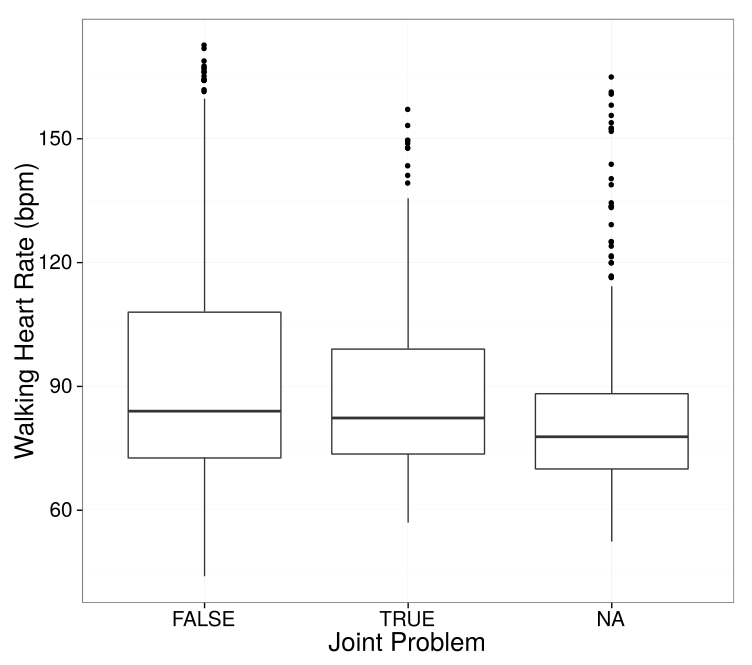 Walking Heart Rate (bpm)
150
120
90
60
FALSE TRUE NA
Joint Problem